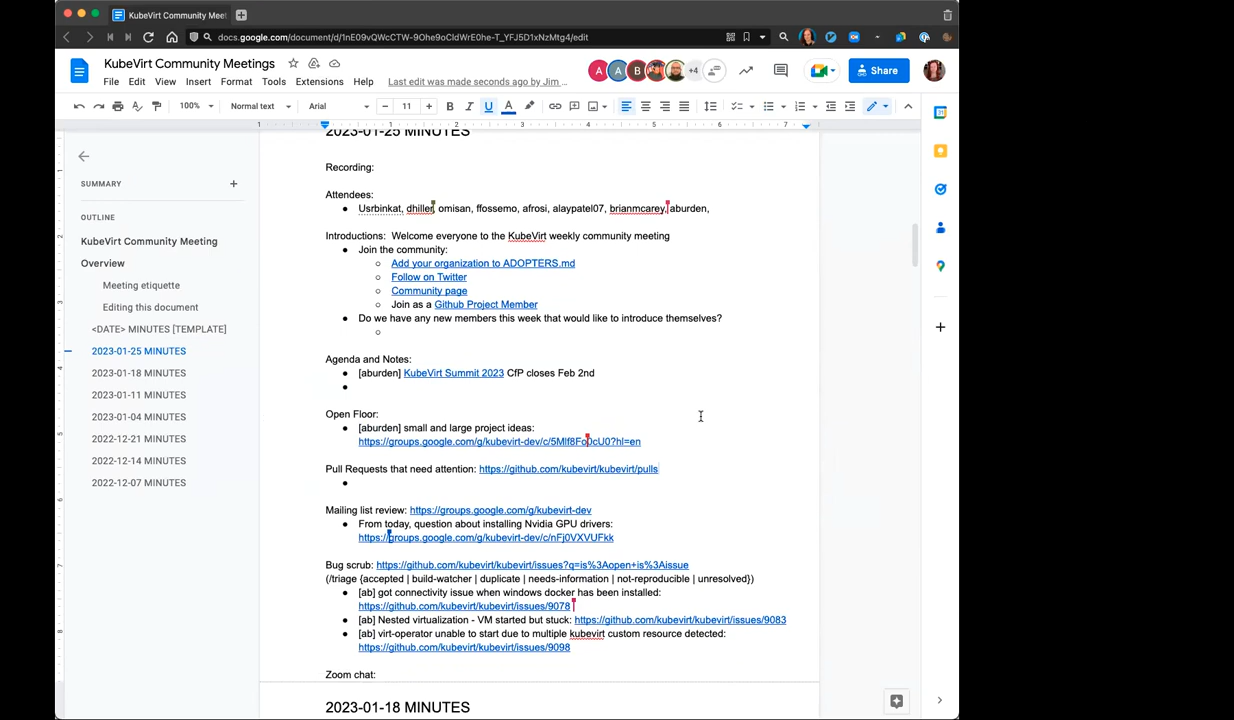 KubeVirt Community Meet
docs.google.com/document/d/1nE09vQWcCTW-9Ohe9oCldWrE0he-T_YFJ5D1xNzMtg4/edit
KubeVirt Community Meetings
File Edit View Insert Format Tools Extensions Help Last edit was made seconds ago by Jim ...
A A B +4 Share
100% Normal text Arial 11 B I U A
1 1 2 3 4 5 6 7
SUMMARY
OUTLINE
KubeVirt Community Meeting
Overview
Meeting etiquette
Editing this document
<DATE> MINUTES [TEMPLATE]
2023-01-25 MINUTES
2023-01-18 MINUTES
2023-01-11 MINUTES
2023-01-04 MINUTES
2022-12-21 MINUTES
2022-12-14 MINUTES
2022-12-07 MINUTES
2023-01-25 MINUTES
Recording:
Attendees:
Usrbinkat, dhiller, omisan, ffossemo, afrosi, alaypatel07, brianmcarey, aburden,
Introductions: Welcome everyone to the KubeVirt weekly community meeting
Join the community:
Add your organization to ADOPTERS.md
Follow on Twitter
Community page
Join as a Github Project Member
Do we have any new members this week that would like to introduce themselves?
Agenda and Notes:
[aburden] KubeVirt Summit 2023 CfP closes Feb 2nd
Open Floor:
[aburden] small and large project ideas:
https://groups.google.com/g/kubevirt-dev/c/5Mlf8Fo0cU0?hl=en
Pull Requests that need attention: https://github.com/kubevirt/kubevirt/pulls
Mailing list review: https://groups.google.com/g/kubevirt-dev
From today, question about installing Nvidia GPU drivers:
https://groups.google.com/g/kubevirt-dev/c/nFj0VXVUFkk
Bug scrub: https://github.com/kubevirt/kubevirt/issues?q=is%3Aopen+is%3Aissue
(/triage {accepted | build-watcher | duplicate | needs-information | not-reproducible | unresolved})
[ab] got connectivity issue when windows docker has been installed:
https://github.com/kubevirt/kubevirt/issues/9078
[ab] Nested virtualization - VM started but stuck: https://github.com/kubevirt/kubevirt/issues/9083
[ab] virt-operator unable to start due to multiple kubevirt custom resource detected:
https://github.com/kubevirt/kubevirt/issues/9098
Zoom chat:
2023-01-18 MINUTES